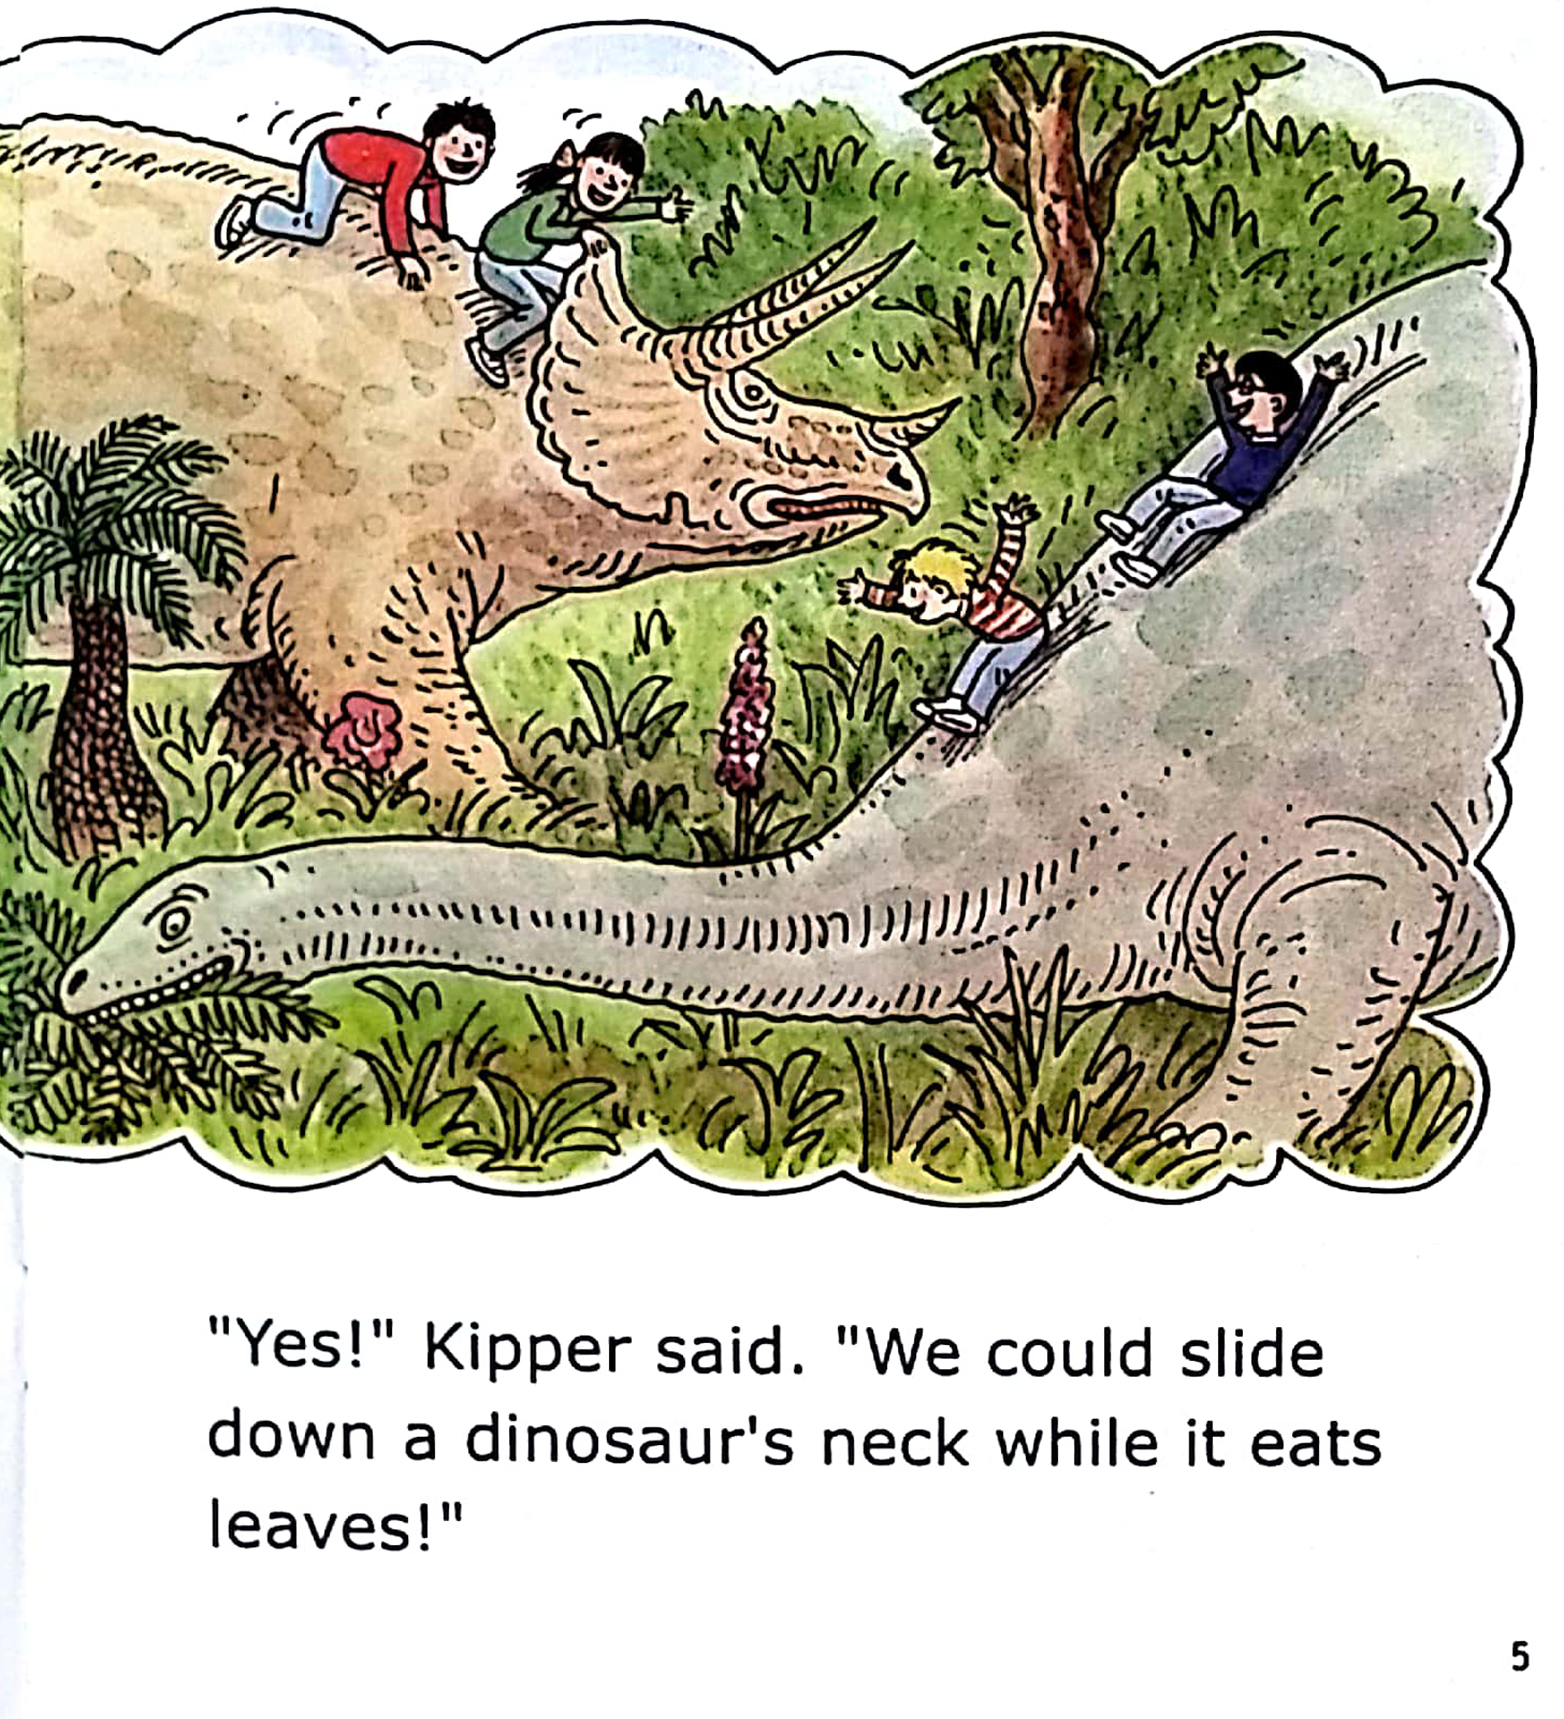 "Yes!" Kipper said. "We could slide
down a dinosaur's neck while it eats
leaves!"
5